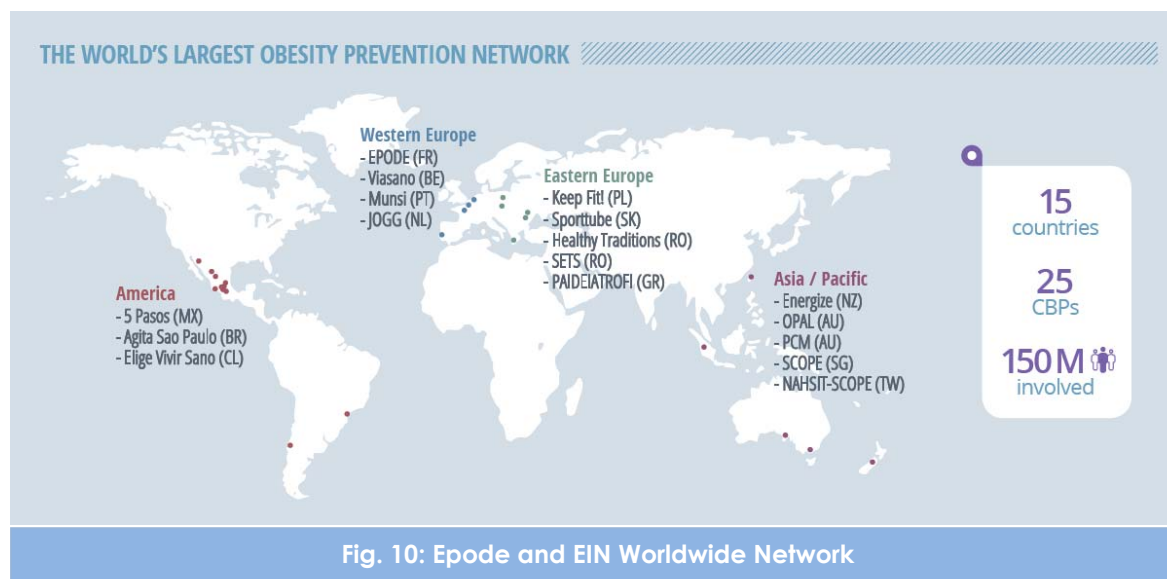 THE WORLD'S LARGEST OBESITY PREVENTION NETWORK
Western Europe
- EPODE (FR)
- Viasano (BE)
- Munsi (PT)
- JOGG (NL)
Eastern Europe
- Keep Fit! (PL)
- Sporttube (SK)
- Healthy Traditions (RO)
- SETS (RO)
- PAIDEIATROFI (GR)
America
- 5 Pasos (MX)
- Agita Sao Paulo (BR)
- Elige Vivir Sano (CL)
Asia / Pacific
- Energize (NZ)
- OPAL (AU)
- PCM (AU)
- SCOPE (SG)
- NAHSIT-SCOPE (TW)
15
countries
25
CBPs
150 M
involved
Fig. 10: Epode and EIN Worldwide Network